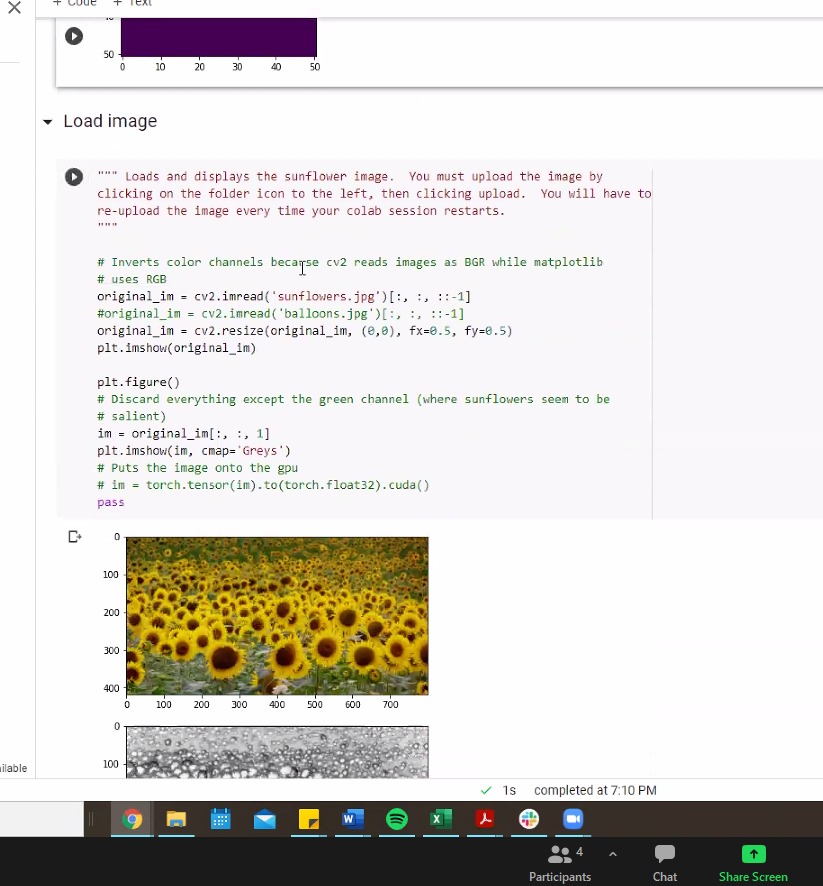 + Code + Text
50
0 10 20 30 40 50
Load image
""" Loads and displays the sunflower image.  You must upload the image by
clicking on the folder icon to the left, then clicking upload.  You will have to
re-upload the image every time your colab session restarts.
"""
# Inverts color channels because cv2 reads images as BGR while matplotlib
# uses RGB
original_im = cv2.imread('sunflowers.jpg')[:, :, ::-1]
#original_im = cv2.imread('balloons.jpg')[:, :, ::-1]
original_im = cv2.resize(original_im, (0,0), fx=0.5, fy=0.5)
plt.imshow(original_im)
plt.figure()
# Discard everything except the green channel (where sunflowers seem to be
# salient)
im = original_im[:, :, 1]
plt.imshow(im, cmap='Greys')
# Puts the image onto the gpu
# im = torch.tensor(im).to(torch.float32).cuda()
pass
0
100
200
300
400
0 100 200 300 400 500 600 700
0
100
ilable
1s completed at 7:10 PM
4
Participants Chat Share Screen